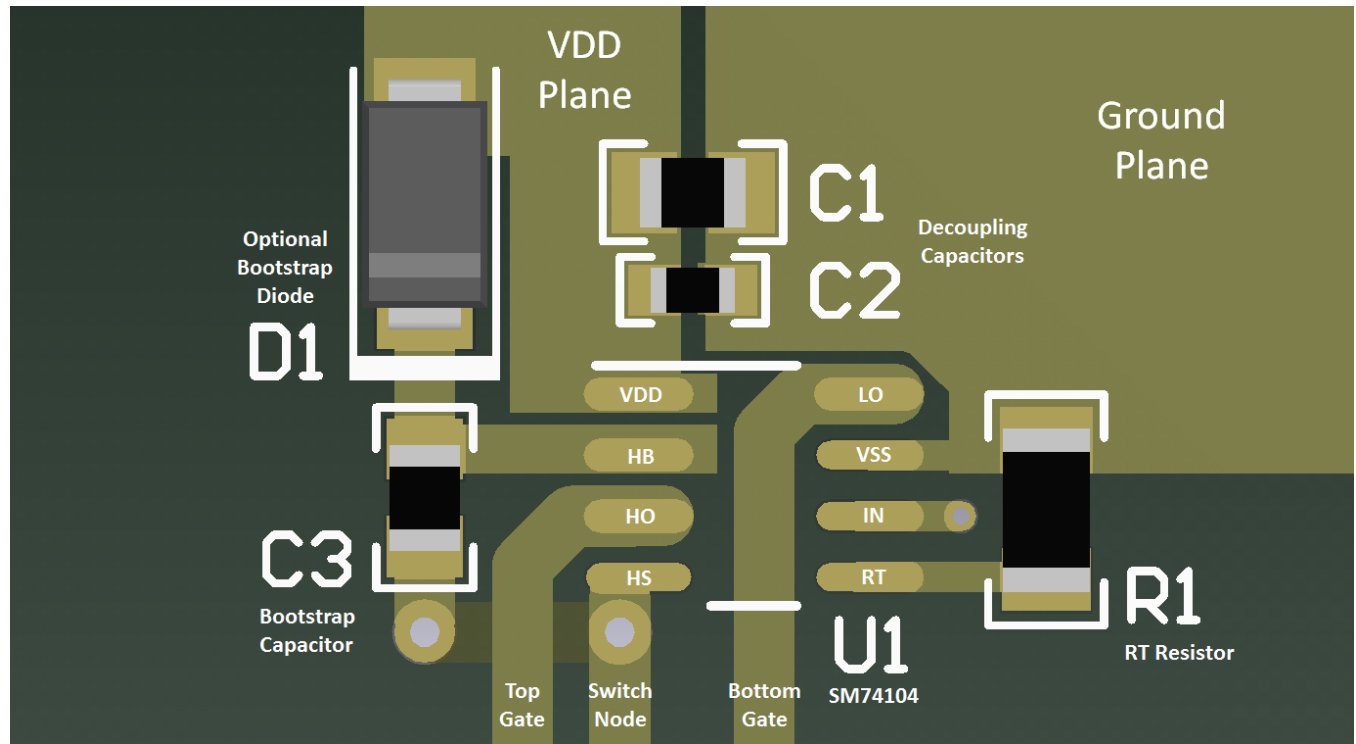 VDD
Plane
Ground
Plane
C1
Decoupling
Capacitors
C2
Optional
Bootstrap
Diode
D1
VDD
LO
HB
VSS
HO
IN
HS
RT
C3
Bootstrap
Capacitor
R1
RT Resistor
U1
SM74104
Top
Gate
Switch
Node
Bottom
Gate